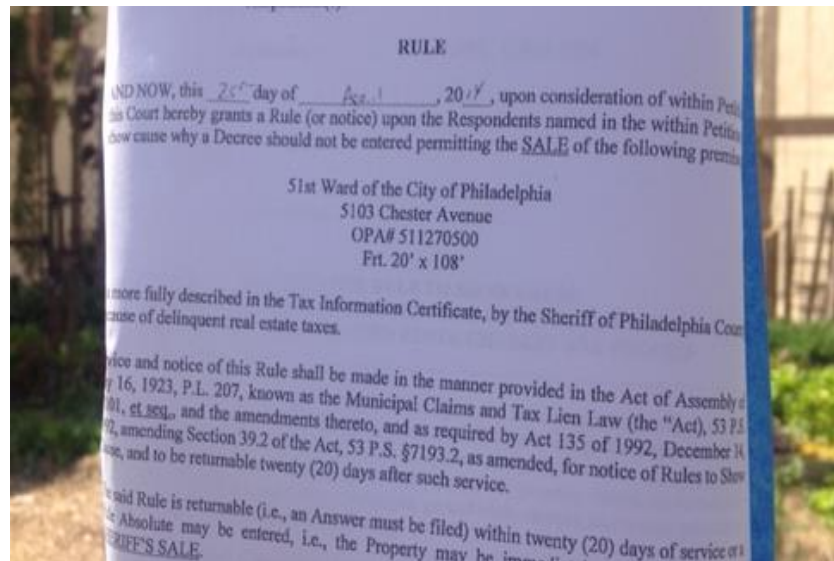 RULE
AND NOW, this day of , 20 , upon consideration of within Peti
is Court hereby grants a Rule (or notice) upon the Respondents named in the within Petitio
how cause why a Decree should not be entered permitting the SALE of the following premis
51st Ward of the City of Philadelphia
5103 Chester Avenue
OPA# 511270500
Frt. 20' x 108'
more fully described in the Tax Information Certificate, by the Sheriff of Philadelphia Coun
ause of delinquent real estate taxes.
vice and notice of this Rule shall be made in the manner provided in the Act of Assembly
y 16, 1923, P.L. 207, known as the Municipal Claims and Tax Lien Law (the "Act), 53 P.S.
01, et seq., and the amendments thereto, and as required by Act 135 of 1992, December 14,
92, amending Section 39.2 of the Act, 53 P.S. §7193.2, as amended, for notice of Rules to Show
se, and to be returnable twenty (20) days after such service.
said Rule is returnable (i.e., an Answer must be filed) within twenty (20) days of service or a
Absolute may be entered, i.e., the Property may be
RIFF'S SALE.